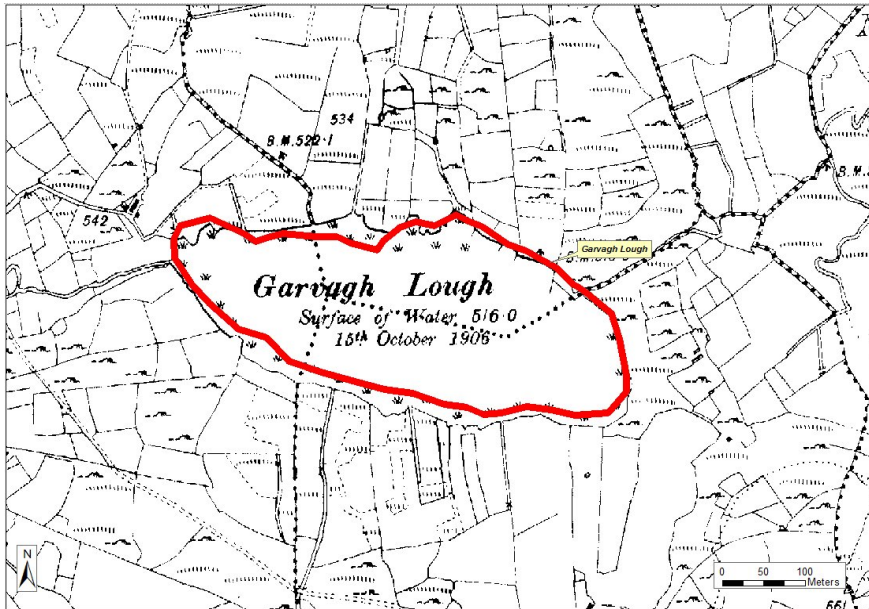 534
B.M.522·1
542
Garvagh Lough
Garvagh Lough
Surface of Water 516·0
15th October 1906
B.M.
N
0 50 100
Meters
661